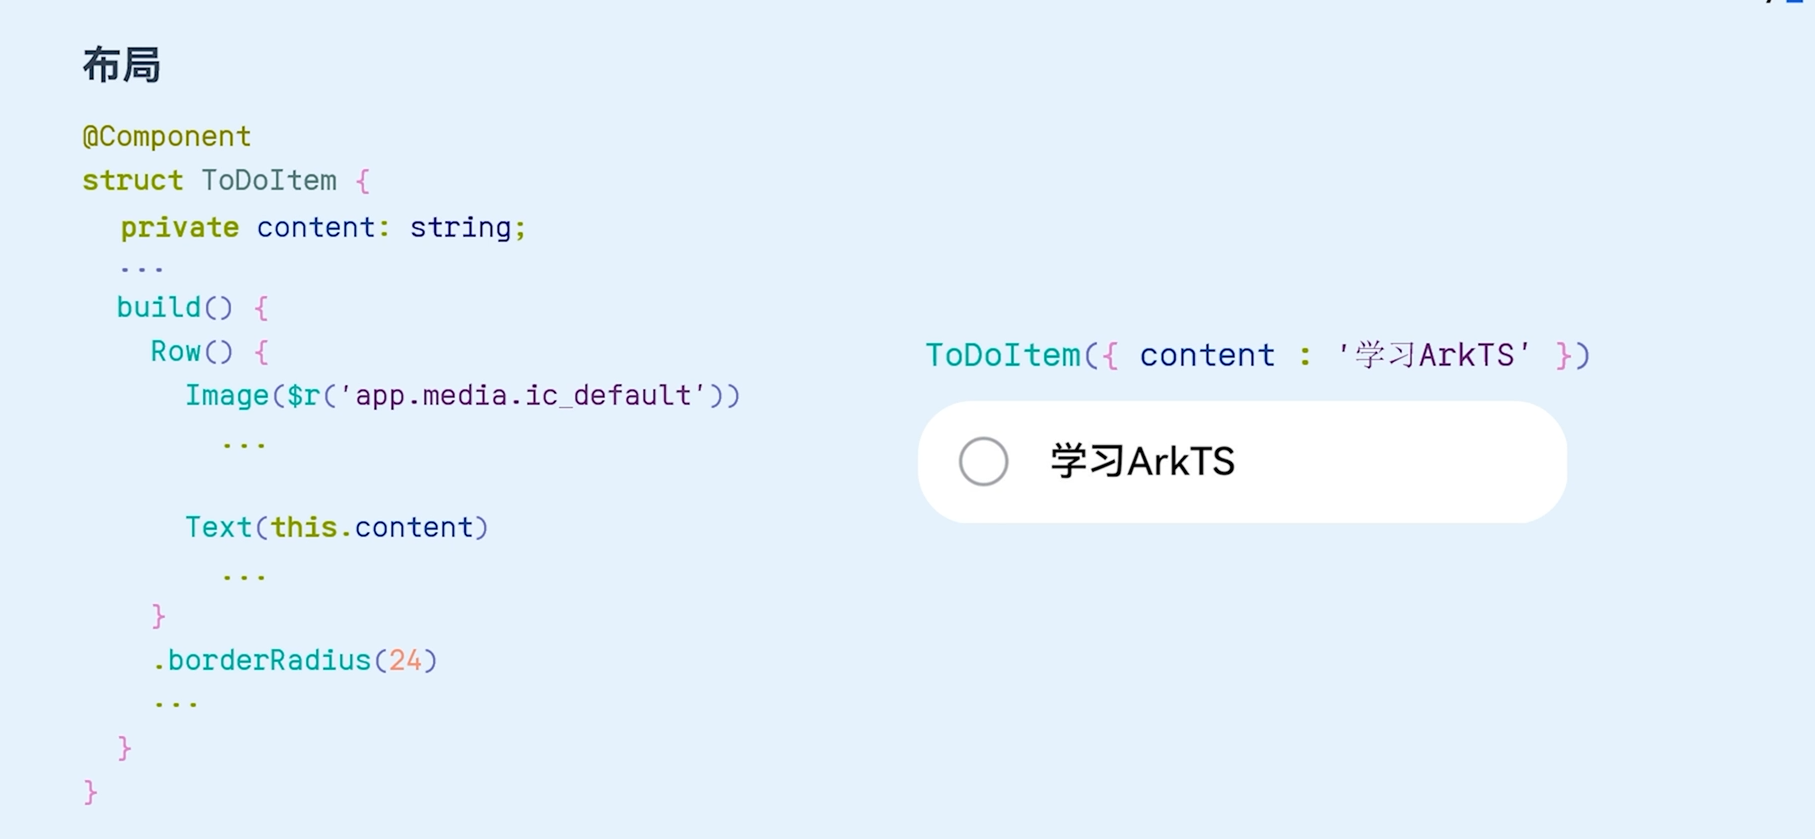 布局
@Component
struct ToDoItem {
private content: string;
...
build() {
Row() {
Image($r('app.media.ic_default'))
...
Text(this.content)
...
}
.borderRadius(24)
...
}
}
ToDoItem({ content : '学习ArkTS' })
学习ArkTS